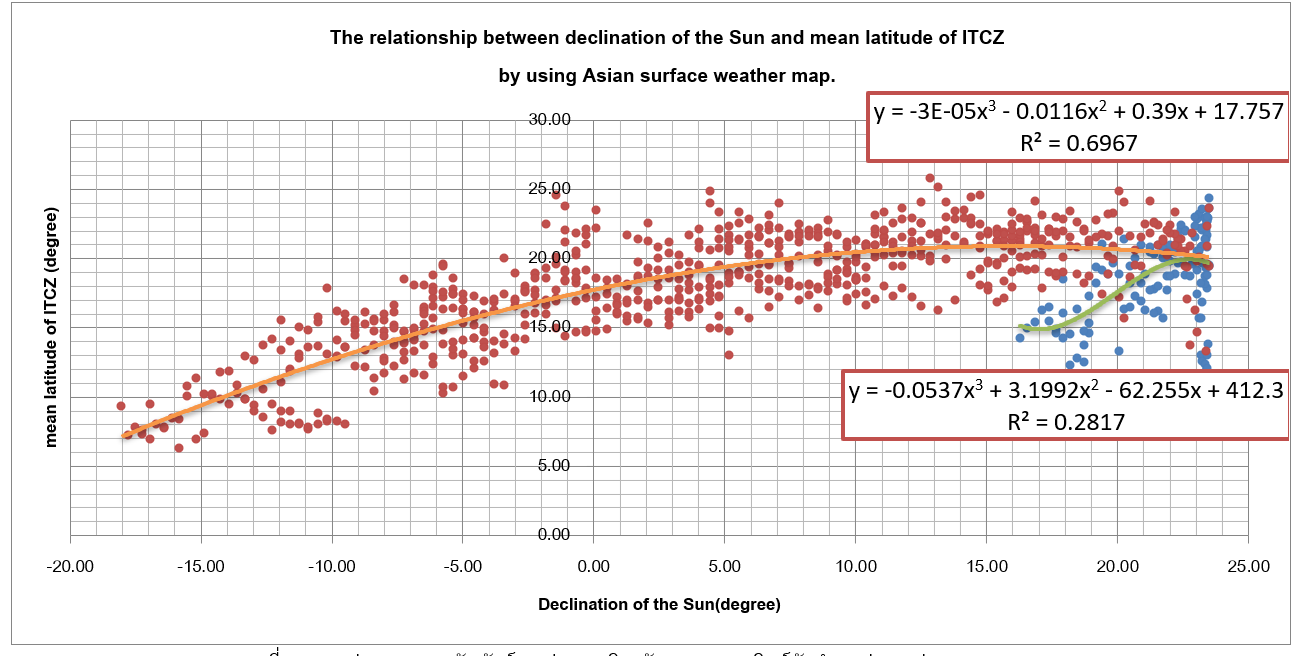 The relationship between declination of the Sun and mean latitude of ITCZ
by using Asian surface weather map.
y = -3E-05x³ - 0.0116x² + 0.39x + 17.757
R² = 0.6967
30.00
25.00
20.00
15.00
10.00
5.00
0.00
mean latitude of ITCZ (degree)
y = -0.0537x³ + 3.1992x² - 62.255x + 412.3
R² = 0.2817
-20.00 -15.00 -10.00 -5.00 0.00 5.00 10.00 15.00 20.00 25.00
Declination of the Sun(degree)